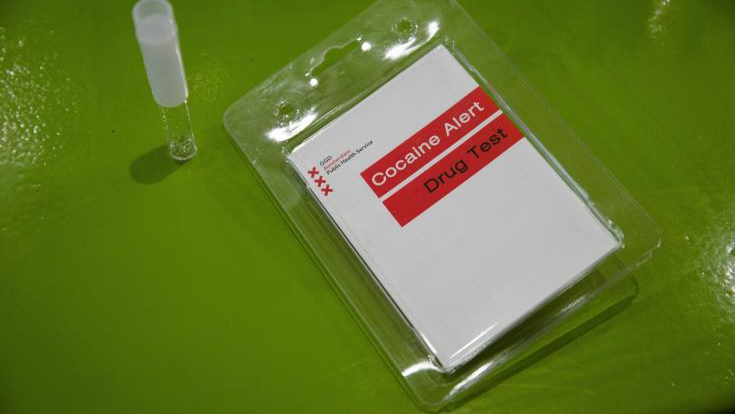 GGD
Amsterdam
Public Health Service
Cocaine Alert
Drug Test